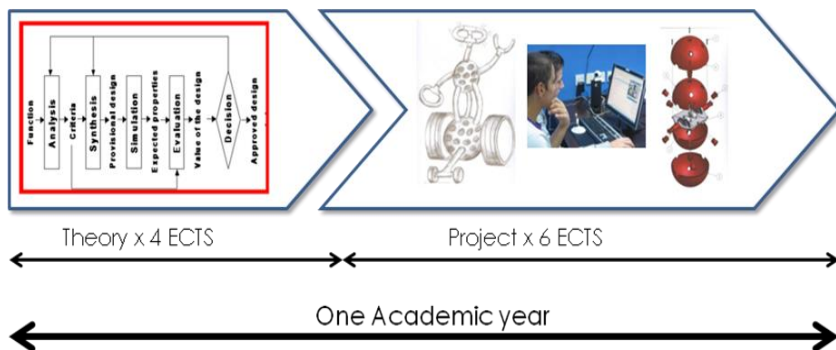 Function
Analysis
Criteria
Synthesis
Provisional design
Simulation
Expected properties
Evaluation
Value of the design
Decision
Approved design
Theory x 4 ECTS
Project x 6 ECTS
One Academic year